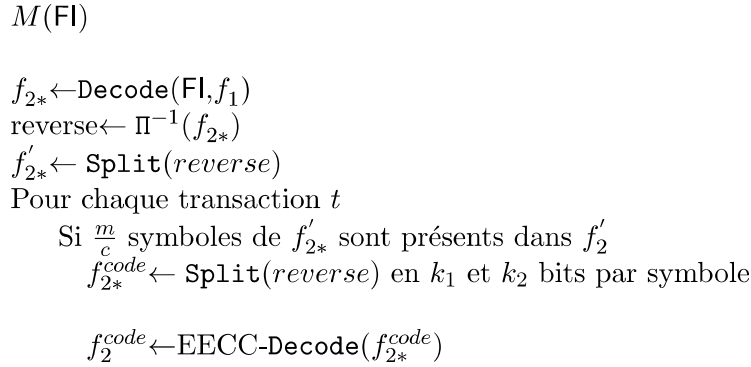 M(FI)
f_{2*}←Decode(FI,f_1)
reverse← Π^{-1}(f_{2*})
f'_{2*}← Split(reverse)
Pour chaque transaction t
Si \frac{m}{c} symboles de f'_{2*} sont présents dans f'_2
f^{code}_{2*}← Split(reverse) en k_1 et k_2 bits par symbole
f^{code}_2←EECC-Decode(f^{code}_{2*})